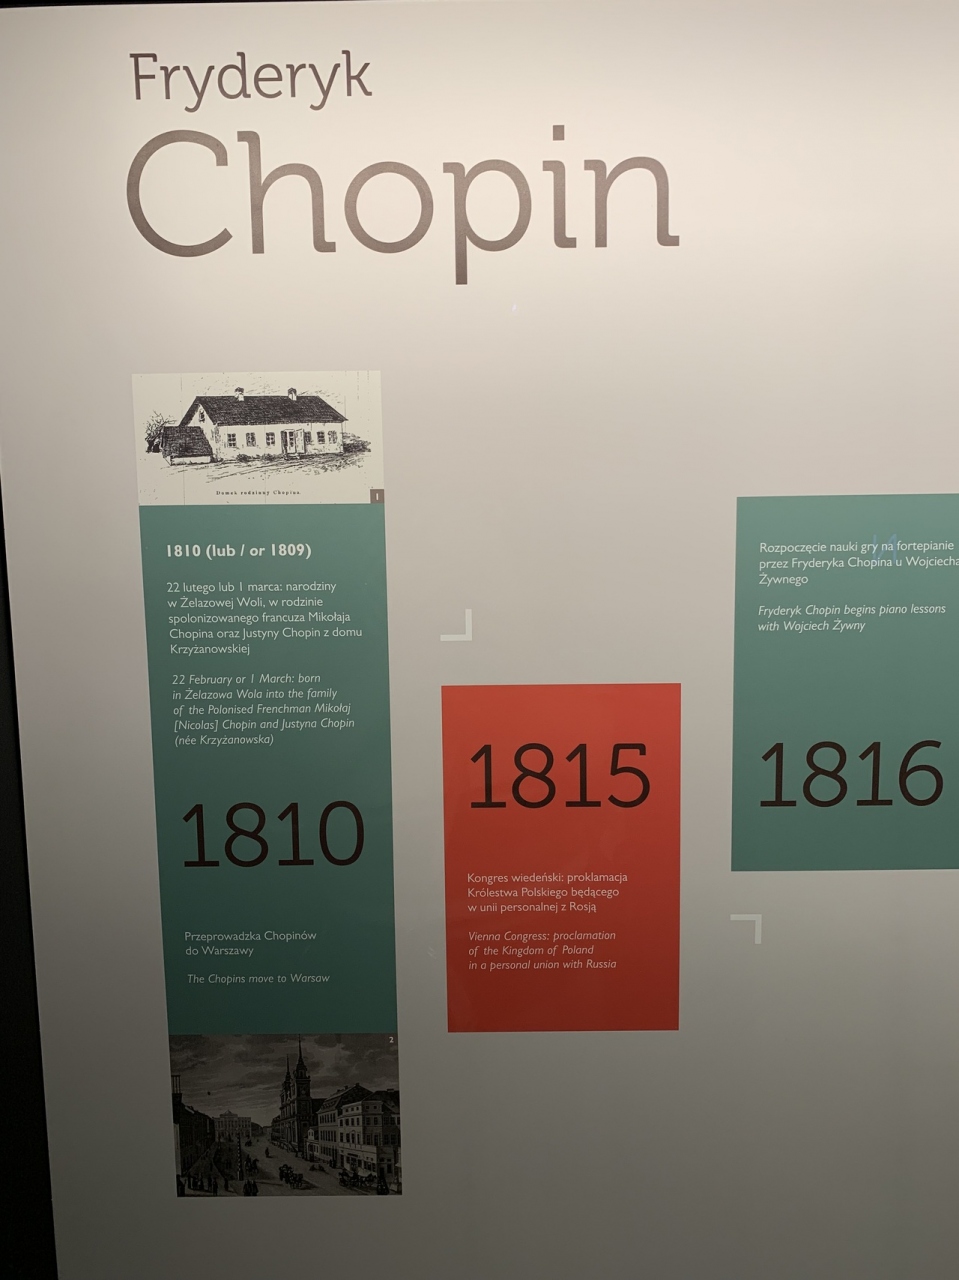 Fryderyk
Chopin
Domek rodzinny Chopina
1
1810 (lub / or 1809)
22 lutego lub 1 marca: narodziny
w Żelazowej Woli, w rodzinie
spolonizowanego francuza Mikołaja
Chopina oraz Justyny Chopin z domu
Krzyżanowskiej
22 February or 1 March: born
in Żelazowa Wola into the family
of the Polonised Frenchman Mikołaj
[Nicolas] Chopin and Justyna Chopin
(née Krzyżanowska)
1810
Przeprowadzka Chopinów
do Warszawy
The Chopins move to Warsaw
2
1815
Kongres wiedeński: proklamacja
Królestwa Polskiego będącego
w unii personalnej z Rosją
Vienna Congress: proclamation
of the Kingdom of Poland
in a personal union with Russia
Rozpoczęcie nauki gry na fortepianie
przez Fryderyka Chopina u Wojciecha
Żywnego
Fryderyk Chopin begins piano lessons
with Wojciech Żywny
1816